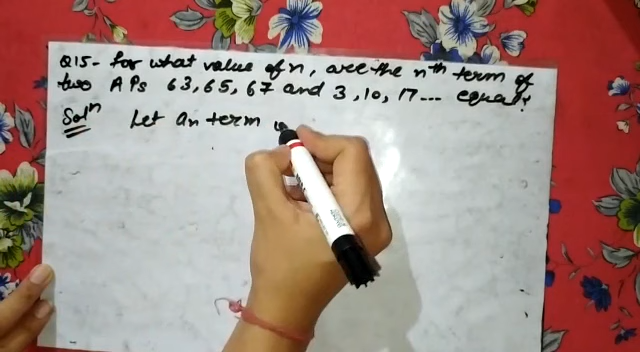 Q15- For what value of n, are the nth term of
two APs 63, 65, 67 and 3, 10, 17... equal?
Solⁿ Let an term